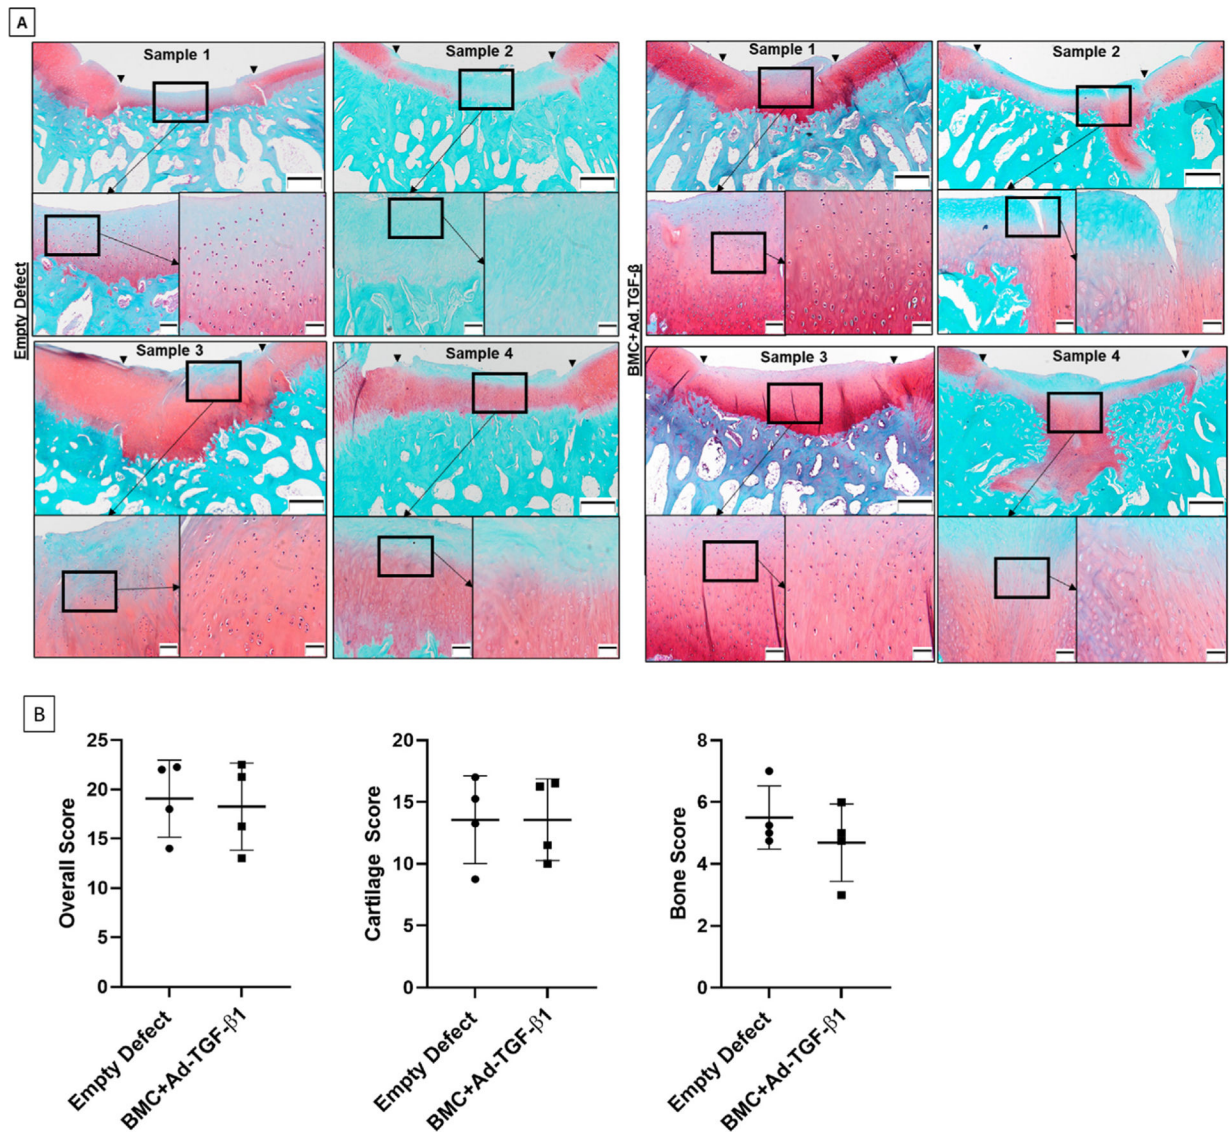 A
Sample 1
Sample 2
Sample 1
Sample 2
Empty Defect
BMC+Ad.TGF-β
Sample 3
Sample 4
Sample 3
Sample 4
B
Overall Score
25
20
15
10
5
0
Empty Defect
BMC+Ad-TGF-β1
Cartilage Score
20
15
10
5
0
Empty Defect
BMC+Ad-TGF-β1
Bone Score
8
6
4
2
0
Empty Defect
BMC+Ad-TGF-β1